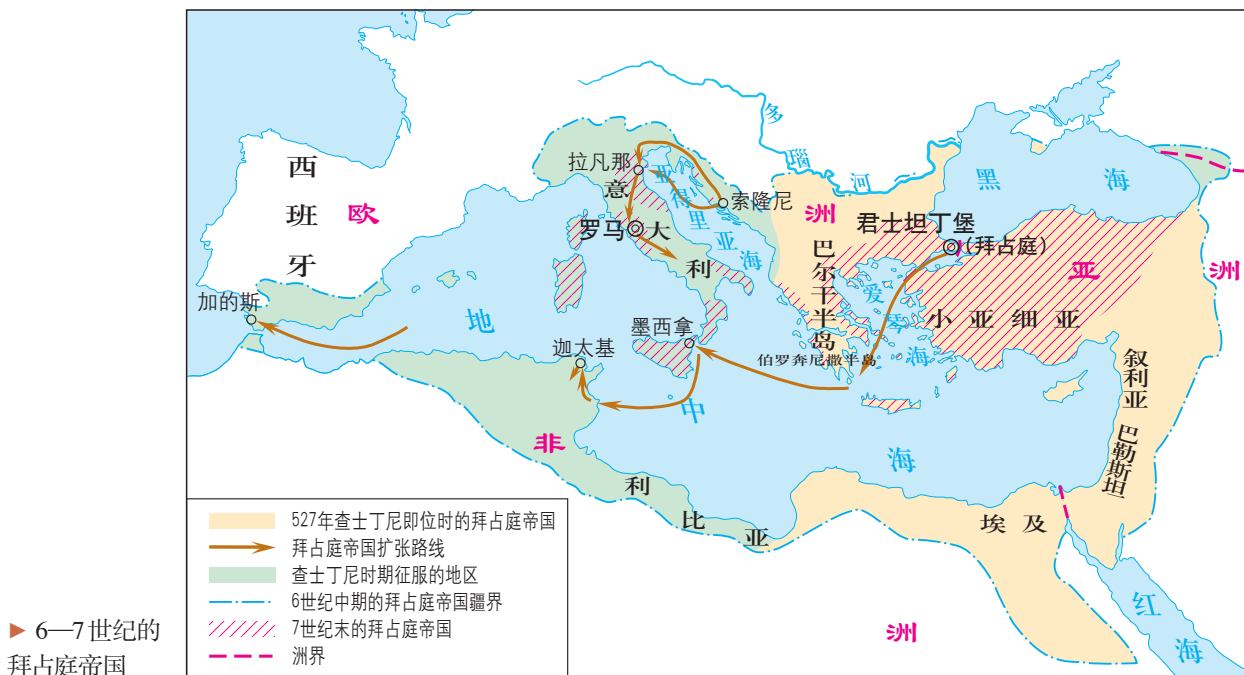 西班牙
欧
洲
拉凡那
意大利
亚得里亚海
索隆尼
罗马
多瑙河
黑海
君士坦丁堡
(拜占庭)
亚
洲
巴尔干半岛
爱琴海
小亚细亚
加的斯
地中海
墨西拿
迦太基
伯罗奔尼撒半岛
叙利亚
巴勒斯坦
非
洲
利比亚
埃及
红海
527年查士丁尼即位时的拜占庭帝国
拜占庭帝国扩张路线
查士丁尼时期征服的地区
6世纪中期的拜占庭帝国疆界
7世纪末的拜占庭帝国
洲界
▶ 6—7世纪的
拜占庭帝国